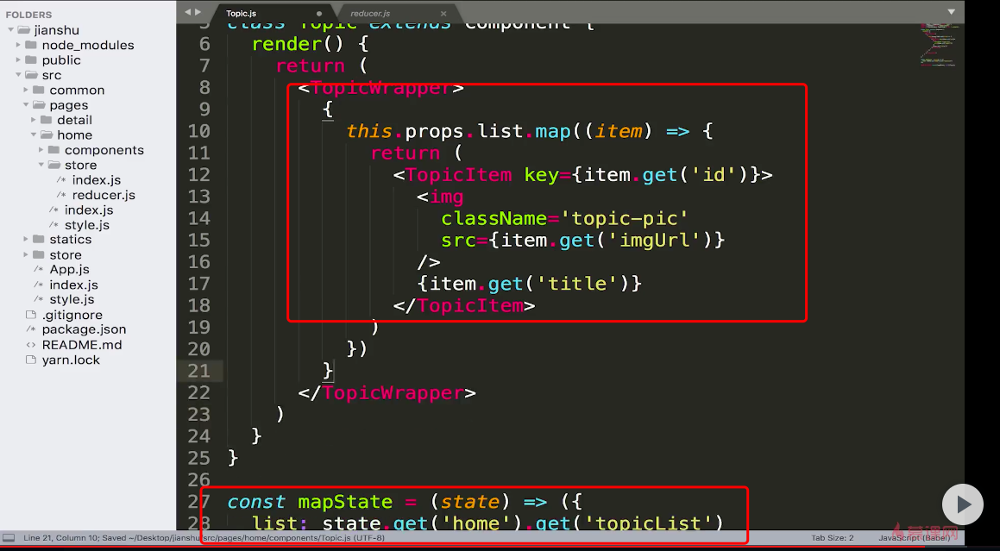 FOLDERS
jianshu
node_modules
public
src
common
pages
detail
home
components
store
index.js
reducer.js
index.js
style.js
statics
store
App.js
index.js
style.js
.gitignore
package.json
README.md
yarn.lock
Topic.js
reducer.js
5 class Topic extends Component {
6 render() {
7 return (
8 <TopicWrapper>
9 {
10 this.props.list.map((item) => {
11 return (
12 <TopicItem key={item.get('id')}>
13 <img
14 className='topic-pic'
15 src={item.get('imgUrl')}
16 />
17 {item.get('title')}
18 </TopicItem>
19 )
20 })
21 }
22 </TopicWrapper>
23 )
24 }
25 }
26
27 const mapState = (state) => ({
28 list: state.get('home').get('topicList')
Line 21, Column 10; Saved ~/Desktop/jianshu/src/pages/home/components/Topic.js (UTF-8)
Tab Size: 2
JavaScript (Babel)
慕课网